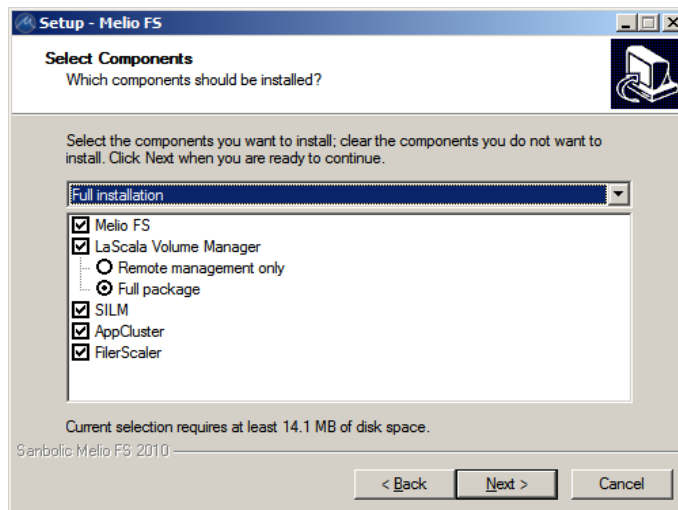 Setup - Melio FS
Select Components
Which components should be installed?
Select the components you want to install; clear the components you do not want to
install. Click Next when you are ready to continue.
Full installation
Melio FS
LaScala Volume Manager
Remote management only
Full package
SILM
AppCluster
FilerScaler
Current selection requires at least 14.1 MB of disk space.
Sanbolic Melio FS 2010
< Back
Next >
Cancel